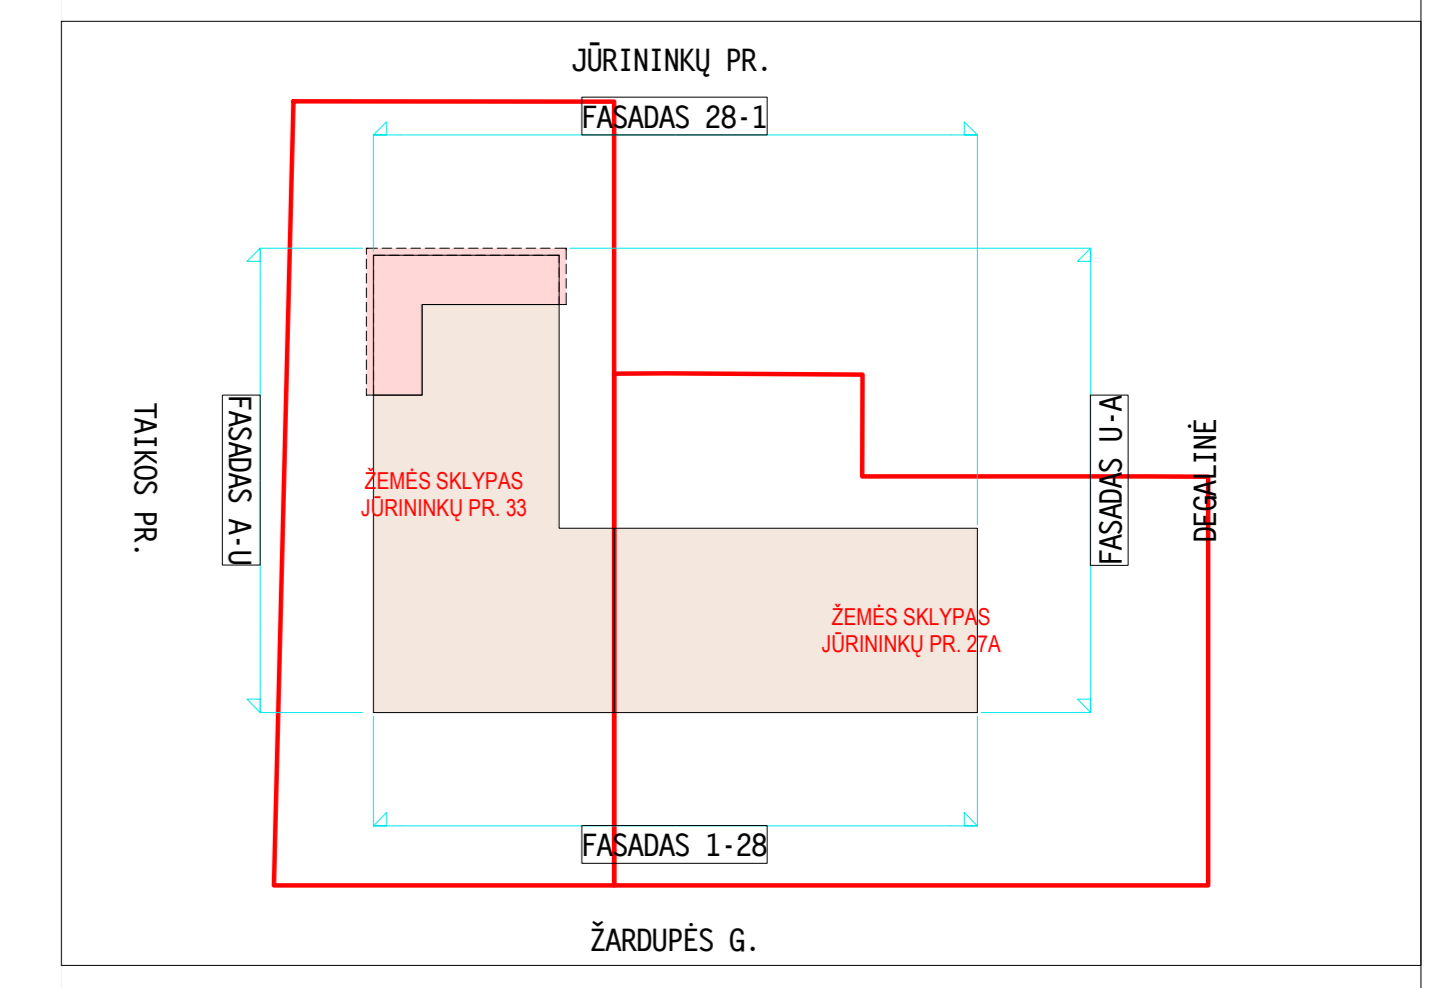 JŪRININKŲ PR.
FASADAS 28-1
TAIKOS PR.
FASADAS A-U
ŽEMĖS SKLYPAS
JŪRININKŲ PR. 33
FASADAS U-A
DEGALINĖ
ŽEMĖS SKLYPAS
JŪRININKŲ PR. 27A
FASADAS 1-28
ŽARDUPĖS G.